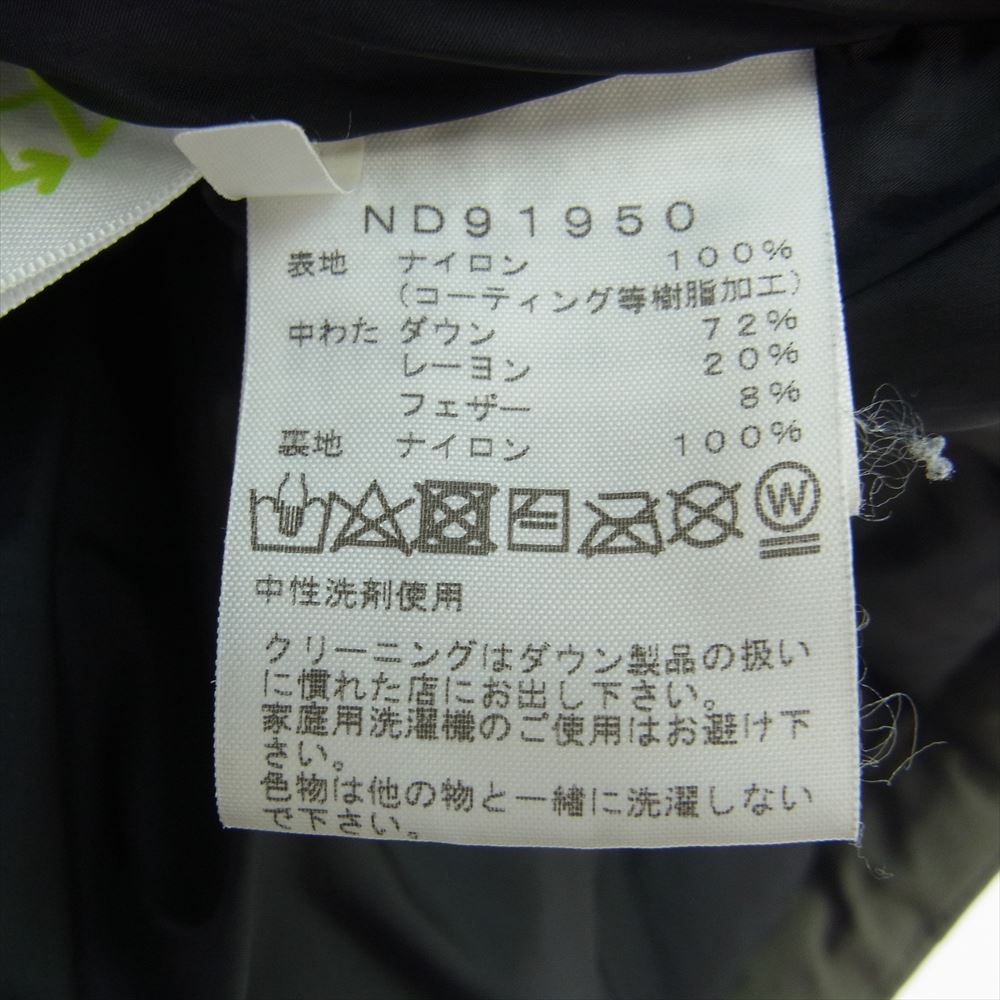 ND91950
表地 ナイロン 100%
(コーティング等樹脂加工)
中わた ダウン 72%
レーヨン 20%
フェザー 8%
裏地 ナイロン 100%
W
中性洗剤使用
クリーニングはダウン製品の扱い
に慣れた店にお出し下さい。
家庭用洗濯機のご使用はお避け下
さい。
色物は他の物と一緒に洗濯しない
で下さい。